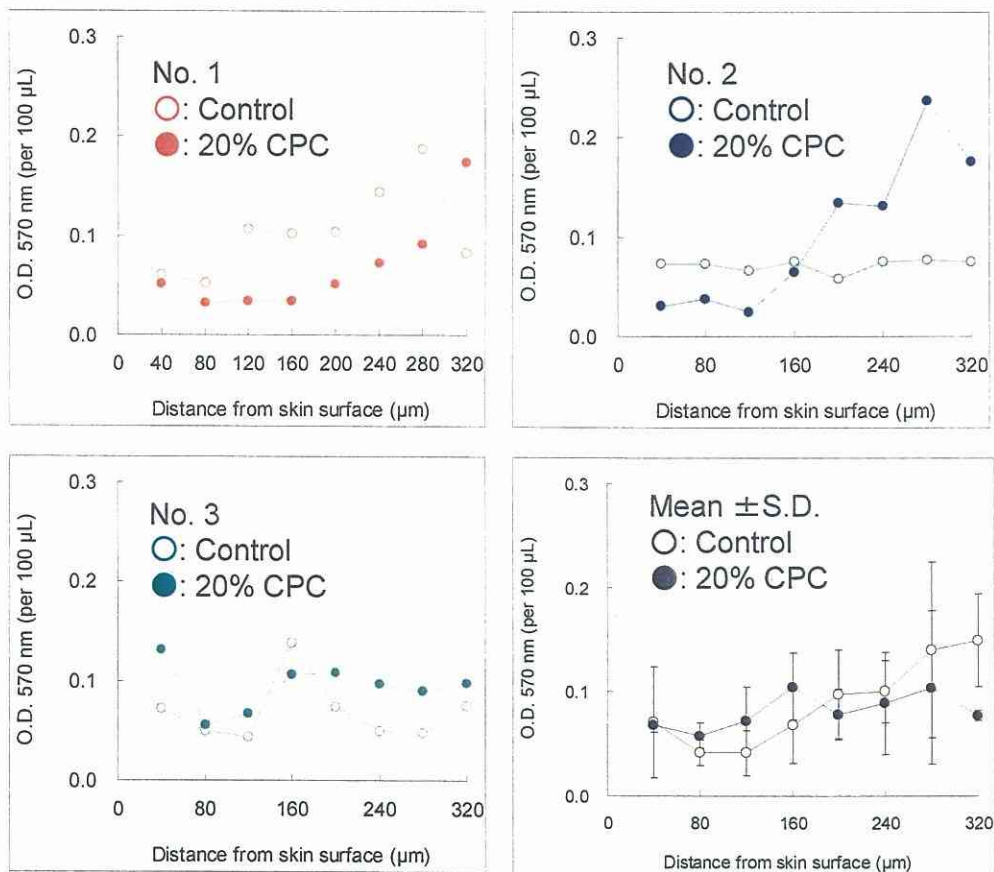 0.3
0.2
0.1
0.0
O.D. 570 nm (per 100 µL)
No. 1
○: Control
●: 20% CPC
0 40 80 120 160 200 240 280 320
Distance from skin surface (µm)
0.3
0.2
0.1
0.0
O.D. 570 nm (per 100 µL)
No. 2
○: Control
●: 20% CPC
0 80 160 240 320
Distance from skin surface (µm)
0.3
0.2
0.1
0.0
O.D. 570 nm (per 100 µL)
No. 3
○: Control
●: 20% CPC
0 80 160 240 320
Distance from skin surface (µm)
0.3
0.2
0.1
0.0
O.D. 570 nm (per 100 µL)
Mean ±S.D.
○: Control
●: 20% CPC
0 80 160 240 320
Distance from skin surface (µm)